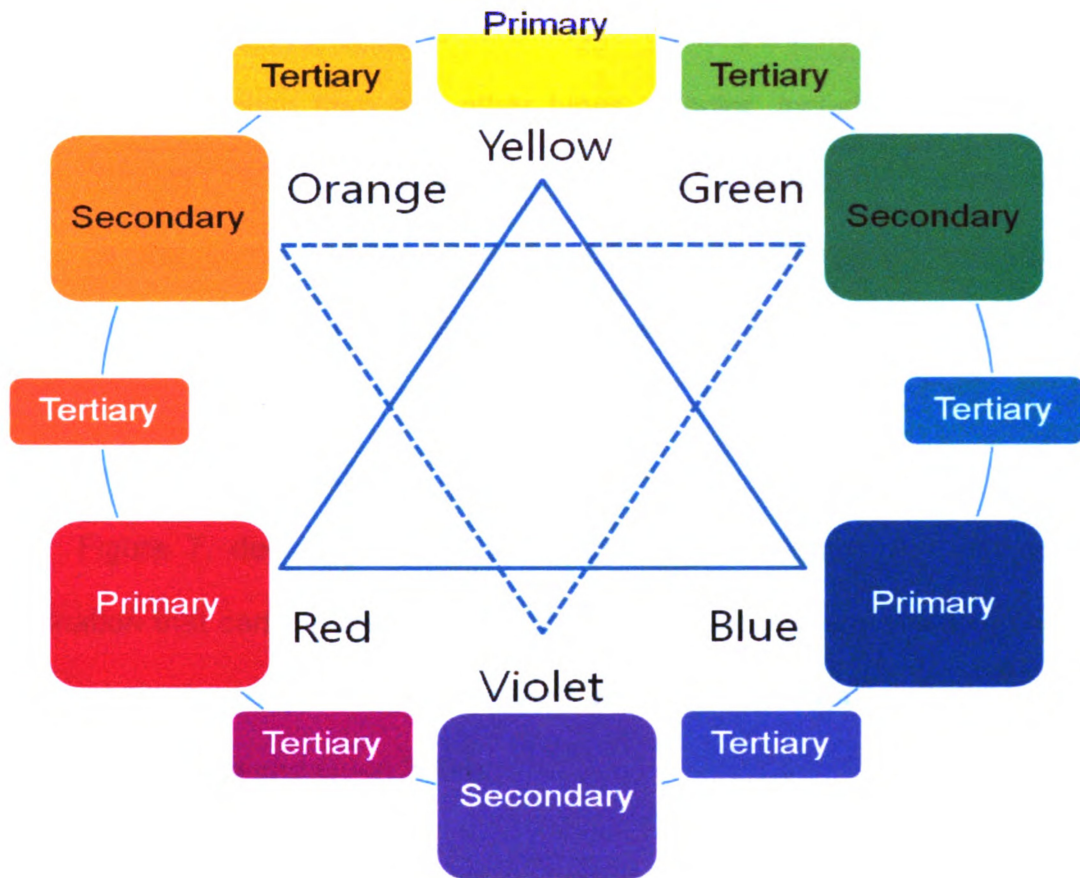 Primary
Tertiary
Tertiary
Yellow
Orange
Green
Secondary
Secondary
Tertiary
Tertiary
Primary
Red
Blue
Primary
Violet
Tertiary
Tertiary
Secondary